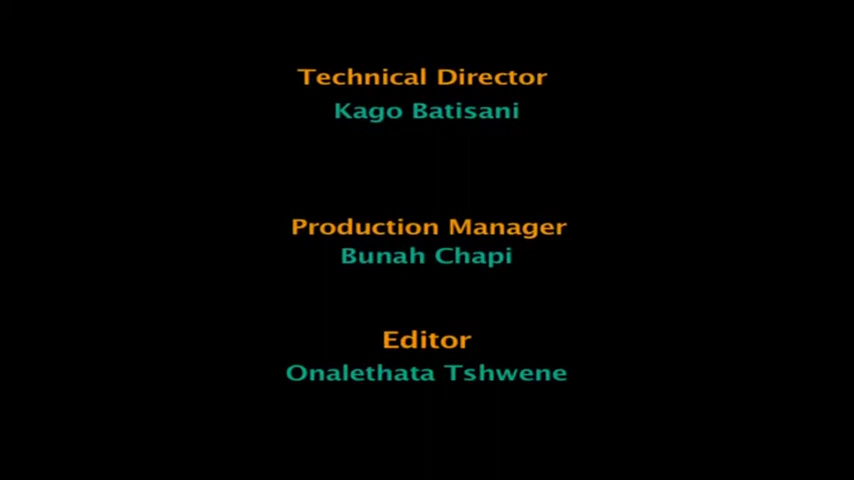 Technical Director
Kago Batisani
Production Manager
Bunah Chapi
Editor
Onalethata Tshwene